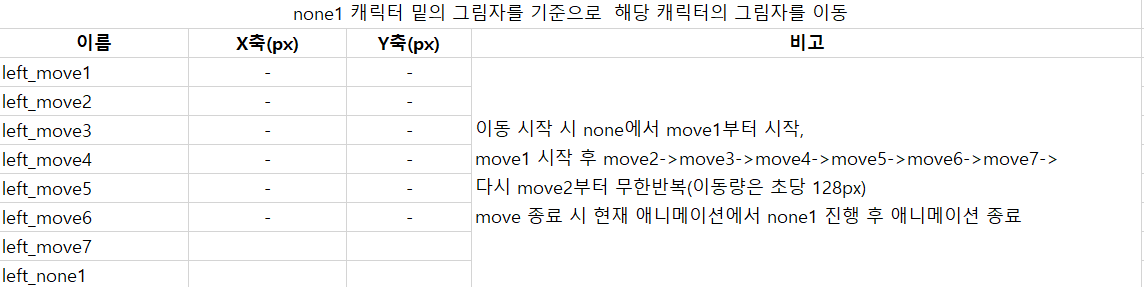 none1 캐릭터 밑의 그림자를 기준으로  해당 캐릭터의 그림자를 이동
이름 X축(px) Y축(px) 비고
left_move1 - -
left_move2 - -
left_move3 - -
left_move4 - -
left_move5 - -
left_move6 - -
left_move7
left_none1
이동 시작 시 none에서 move1부터 시작,
move1 시작 후 move2->move3->move4->move5->move6->move7->
다시 move2부터 무한반복(이동량은 초당 128px)
move 종료 시 현재 애니메이션에서 none1 진행 후 애니메이션 종료